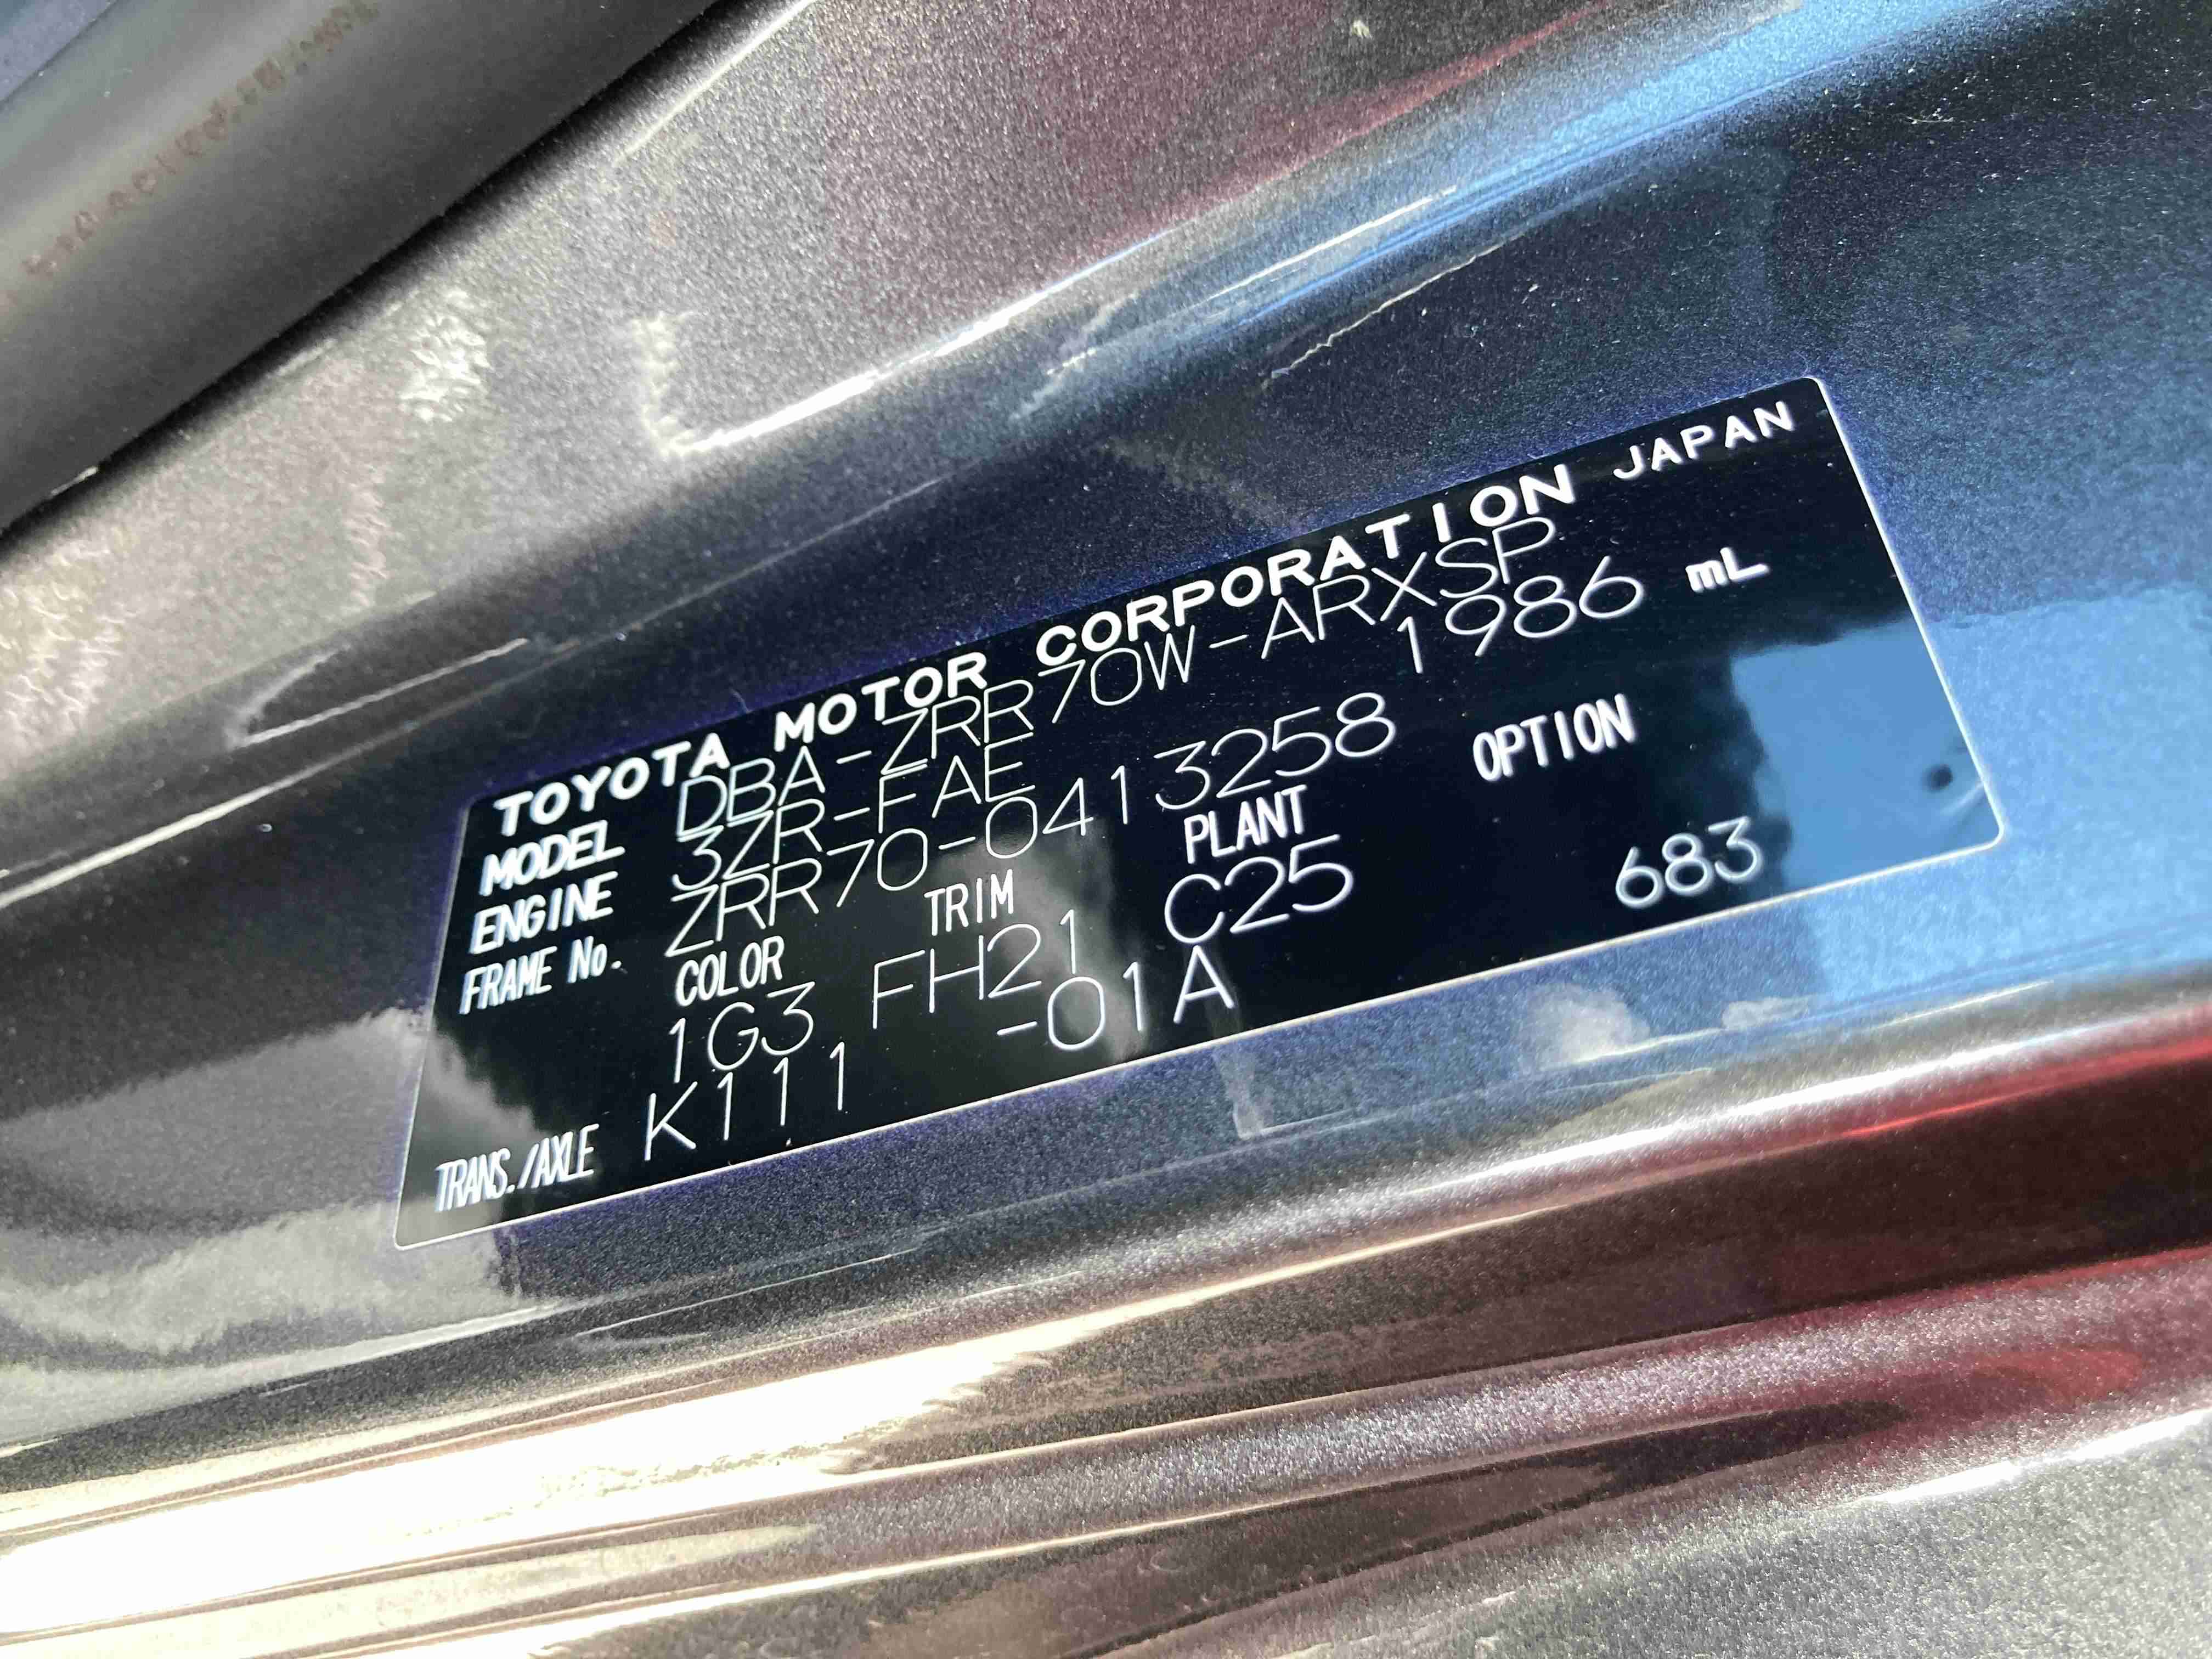 TOYOTA MOTOR CORPORATION JAPAN
MODEL DBA-ZRR70W-ARXSP
ENGINE 3ZR-FAE 1986 mL
FRAME No. ZRR70-0413258
COLOR TRIM PLANT OPTION
1G3 FH21 C25 683
TRANS./AXLE K111 -01A